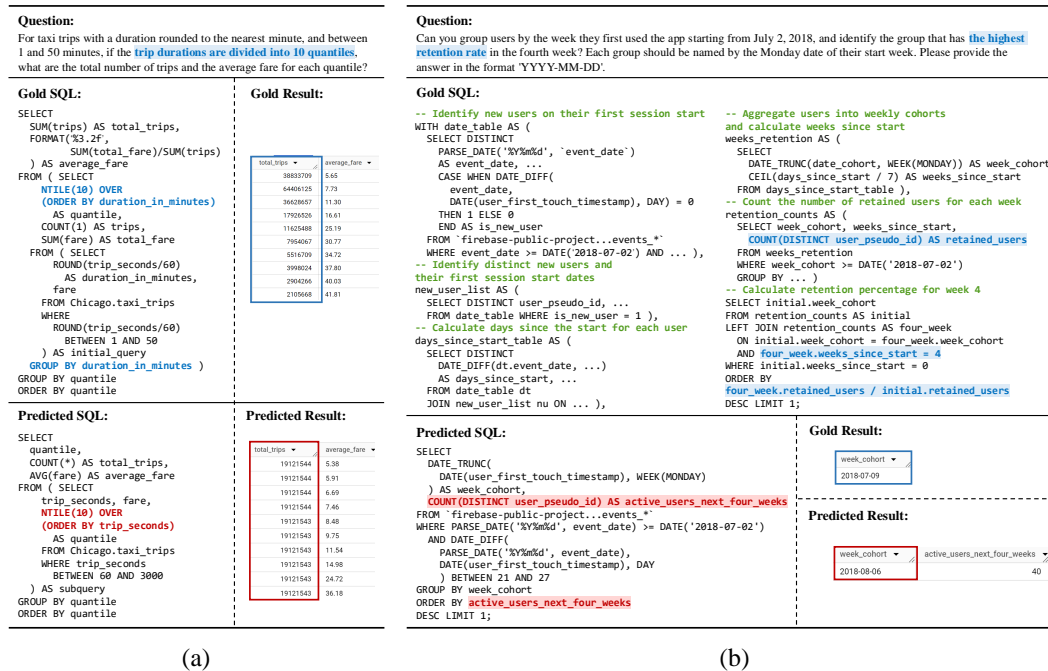 Question:
For taxi trips with a duration rounded to the nearest minute, and between
1 and 50 minutes, if the trip durations are divided into 10 quantiles,
what are the total number of trips and the average fare for each quantile?
Gold SQL:
SELECT
SUM(trips) AS total_trips,
FORMAT('%3.2f',
SUM(total_fare)/SUM(trips)
) AS average_fare
FROM ( SELECT
NTILE(10) OVER
(ORDER BY duration_in_minutes)
AS quantile,
COUNT(1) AS trips,
SUM(fare) AS total_fare
FROM ( SELECT
ROUND(trip_seconds/60)
AS duration_in_minutes,
fare
FROM Chicago.taxi_trips
WHERE
ROUND(trip_seconds/60)
BETWEEN 1 AND 50
) AS initial_query
GROUP BY duration_in_minutes )
GROUP BY quantile
ORDER BY quantile
Gold Result:
total_trips average_fare
38833709 5.65
64406125 7.73
36628657 11.30
17926526 16.61
11625488 25.19
7954067 30.77
5516709 34.72
3998024 37.80
2904266 40.03
2105668 41.81
Predicted SQL:
SELECT
quantile,
COUNT(*) AS total_trips,
AVG(fare) AS average_fare
FROM ( SELECT
trip_seconds, fare,
NTILE(10) OVER
(ORDER BY trip_seconds)
AS quantile
FROM Chicago.taxi_trips
WHERE trip_seconds
BETWEEN 60 AND 3000
) AS subquery
GROUP BY quantile
ORDER BY quantile
Predicted Result:
total_trips average_fare
19121544 5.38
19121544 5.91
19121544 6.69
19121544 7.46
19121543 8.48
19121543 9.75
19121543 11.54
19121543 14.98
19121543 24.72
19121543 36.18
(a)
Question:
Can you group users by the week they first used the app starting from July 2, 2018, and identify the group that has the highest
retention rate in the fourth week? Each group should be named by the Monday date of their start week. Please provide the
answer in the format 'YYYY-MM-DD'.
Gold SQL:
-- Identify new users on their first session start
WITH date_table AS (
SELECT DISTINCT
PARSE_DATE('%Y%m%d', `event_date`)
AS event_date, ...
CASE WHEN DATE_DIFF(
event_date,
DATE(user_first_touch_timestamp), DAY) = 0
THEN 1 ELSE 0
END AS is_new_user
FROM `firebase-public-project...events_*`
WHERE event_date >= DATE('2018-07-02') AND ... ),
-- Identify distinct new users and
their first session start dates
new_user_list AS (
SELECT DISTINCT user_pseudo_id, ...
FROM date_table WHERE is_new_user = 1 ),
-- Calculate days since the start for each user
days_since_start_table AS (
SELECT DISTINCT
DATE_DIFF(dt.event_date, ...)
AS days_since_start, ...
FROM date_table dt
JOIN new_user_list nu ON ... ),
-- Aggregate users into weekly cohorts
and calculate weeks since start
weeks_retention AS (
SELECT
DATE_TRUNC(date_cohort, WEEK(MONDAY)) AS week_cohort
CEIL(days_since_start / 7) AS weeks_since_start
FROM days_since_start_table ),
-- Count the number of retained users for each week
retention_counts AS (
SELECT week_cohort, weeks_since_start,
COUNT(DISTINCT user_pseudo_id) AS retained_users
FROM weeks_retention
WHERE week_cohort >= DATE('2018-07-02')
GROUP BY ... )
-- Calculate retention percentage for week 4
SELECT initial.week_cohort
FROM retention_counts AS initial
LEFT JOIN retention_counts AS four_week
ON initial.week_cohort = four_week.week_cohort
AND four_week.weeks_since_start = 4
WHERE initial.weeks_since_start = 0
ORDER BY
four_week.retained_users / initial.retained_users
DESC LIMIT 1;
Predicted SQL:
SELECT
DATE_TRUNC(
DATE(user_first_touch_timestamp), WEEK(MONDAY)
) AS week_cohort,
COUNT(DISTINCT user_pseudo_id) AS active_users_next_four_weeks
FROM `firebase-public-project...events_*`
WHERE PARSE_DATE('%Y%m%d', event_date) >= DATE('2018-07-02')
AND DATE_DIFF(
PARSE_DATE('%Y%m%d', event_date),
DATE(user_first_touch_timestamp), DAY
) BETWEEN 21 AND 27
GROUP BY week_cohort
ORDER BY active_users_next_four_weeks
DESC LIMIT 1;
Gold Result:
week_cohort
2018-07-09
Predicted Result:
week_cohort active_users_next_four_weeks
2018-08-06 40
(b)